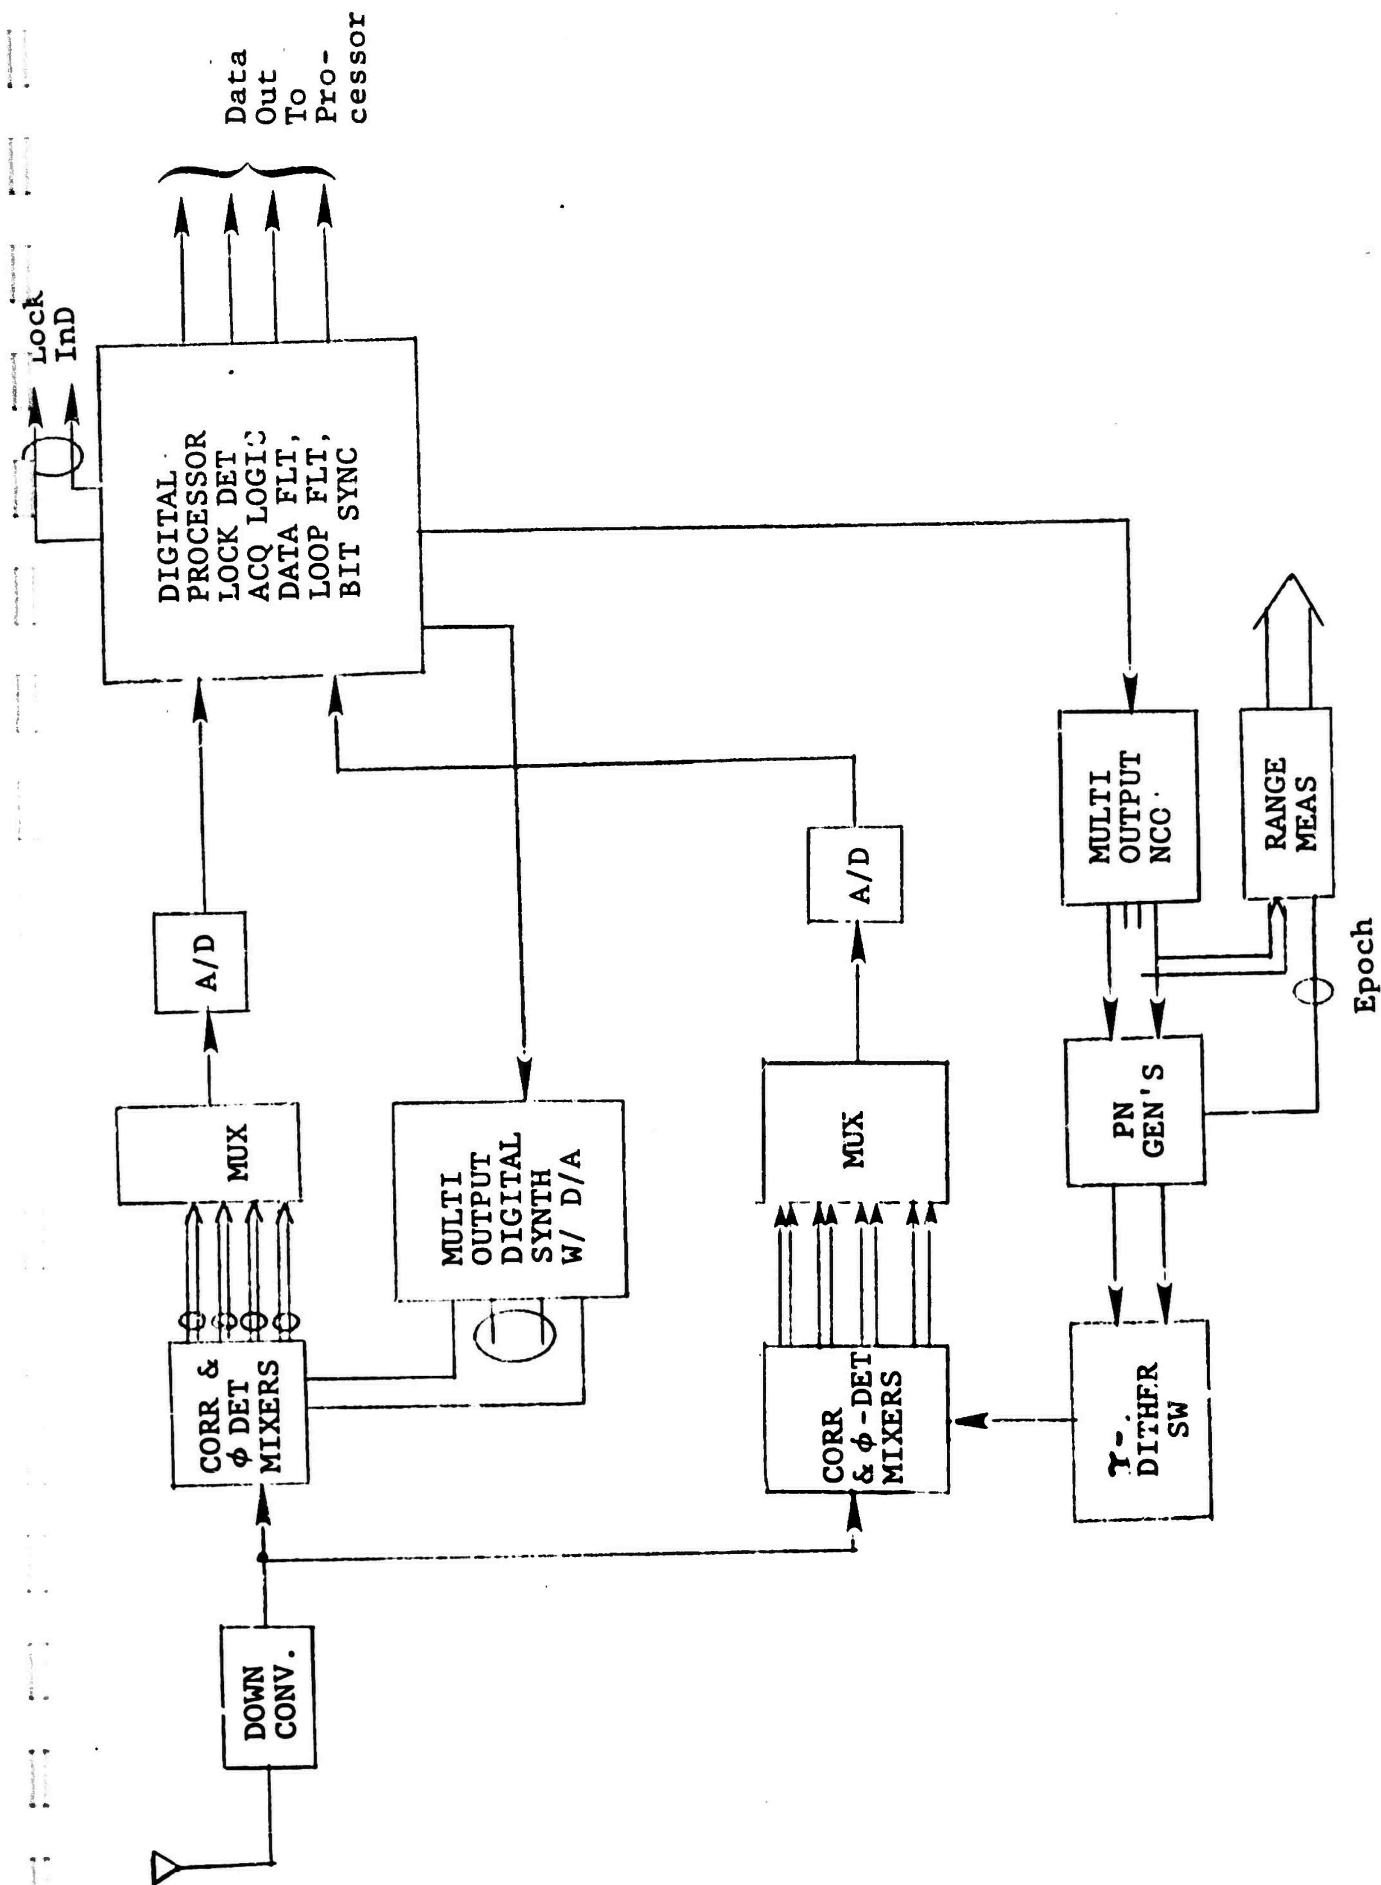 Lock
InD
Data
Out
To
Pro-
cessor
DIGITAL
PROCESSOR
LOCK DET
ACQ LOGIC
DATA FLT,
LOOP FLT,
BIT SYNC
A/D
MUX
CORR &
ϕ DET
MIXERS
DOWN
CONV.
MULTI
OUTPUT
DIGITAL
SYNTH
W/ D/A
A/D
MUX
CORR
& ϕ-DET
MIXERS
MULTI
OUTPUT
NCO
PN
GEN'S
τ-
DITHER
SW
RANGE
MEAS
Epoch